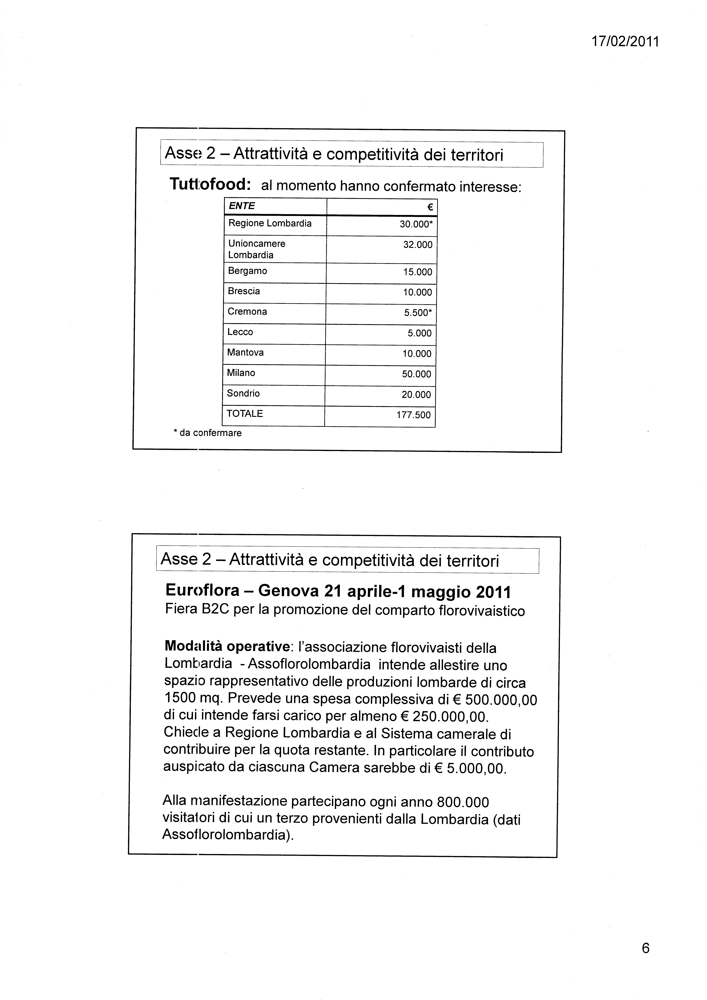 17/02/2011
Asse 2 – Attrattività e competitività dei territori
Tuttofood: al momento hanno confermato interesse:
ENTE €
Regione Lombardia 30.000*
Unioncamere 32.000
Lombardia
Bergamo 15.000
Brescia 10.000
Cremona 5.500*
Lecco 5.000
Mantova 10.000
Milano 50.000
Sondrio 20.000
TOTALE 177.500
* da confermare
Asse 2 – Attrattività e competitività dei territori
Euroflora – Genova 21 aprile-1 maggio 2011
Fiera B2C per la promozione del comparto florovivaistico
Modalità operative: l'associazione florovivaisti della
Lombardia - Assoflorolombardia intende allestire uno
spazio rappresentativo delle produzioni lombarde di circa
1500 mq. Prevede una spesa complessiva di € 500.000,00
di cui intende farsi carico per almeno € 250.000,00.
Chiede a Regione Lombardia e al Sistema camerale di
contribuire per la quota restante. In particolare il contributo
auspicato da ciascuna Camera sarebbe di € 5.000,00.
Alla manifestazione partecipano ogni anno 800.000
visitatori di cui un terzo provenienti dalla Lombardia (dati
Assoflorolombardia).
6